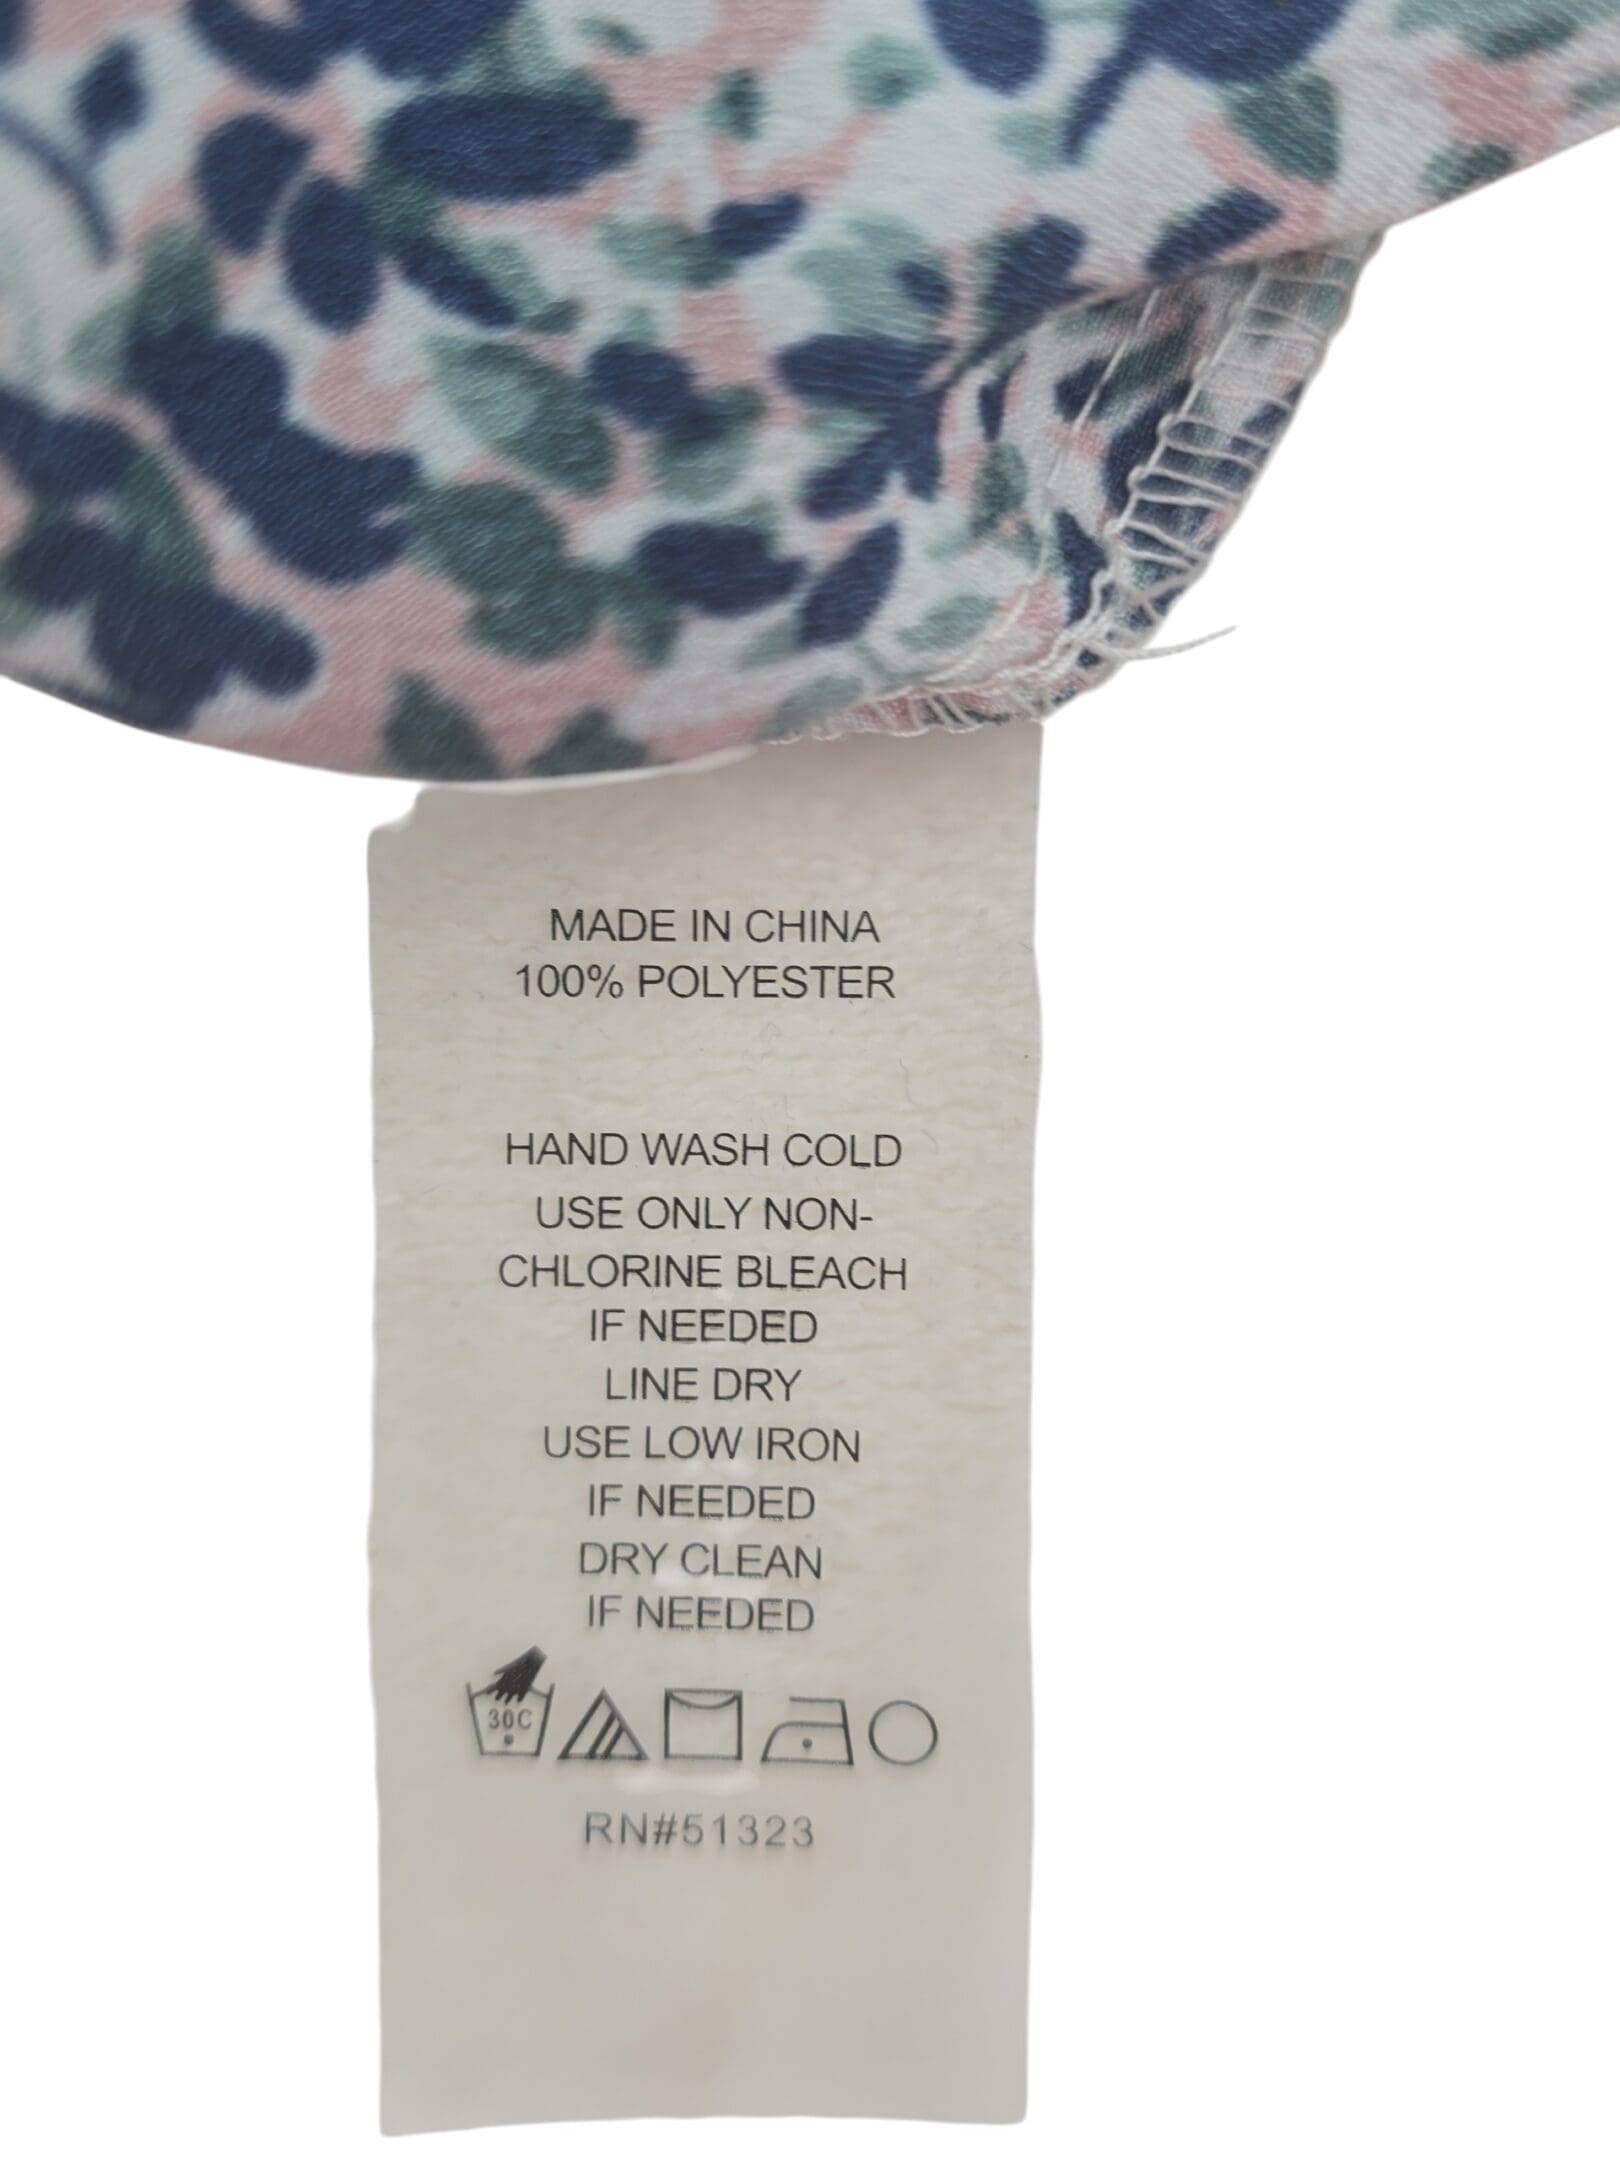 MADE IN CHINA
100% POLYESTER
HAND WASH COLD
USE ONLY NON-
CHLORINE BLEACH
IF NEEDED
LINE DRY
USE LOW IRON
IF NEEDED
DRY CLEAN
IF NEEDED
30C
RN#51323